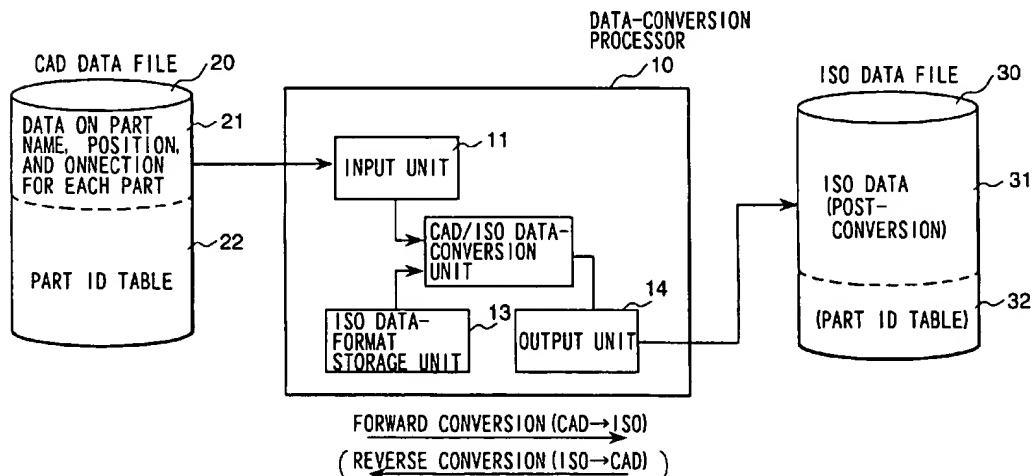 DATA-CONVERSION
PROCESSOR
10
CAD DATA FILE
20
DATA ON PART
NAME, POSITION,
AND ONNECTION
FOR EACH PART
21
22
PART ID TABLE
11
INPUT UNIT
CAD/ISO DATA-
CONVERSION
UNIT
13
ISO DATA-
FORMAT
STORAGE UNIT
14
OUTPUT UNIT
ISO DATA FILE
30
31
ISO DATA
(POST-
CONVERSION)
32
(PART ID TABLE)
FORWARD CONVERSION(CAD→ISO)
(REVERSE CONVERSION(ISO→CAD))